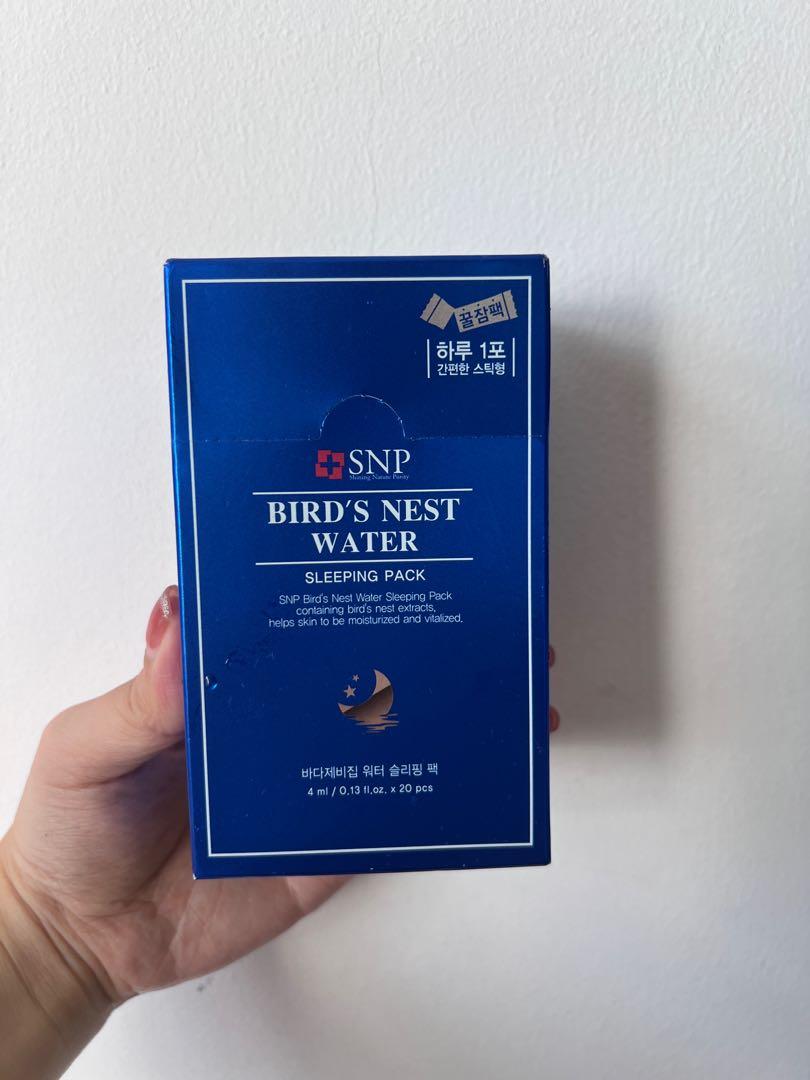 꿀잠팩
하루 1포
간편한 스틱형
SNP
Shining Nature Purity
BIRD'S NEST
WATER
SLEEPING PACK
SNP Bird's Nest Water Sleeping Pack
containing bird's nest extracts,
helps skin to be moisturized and vitalized.
바다제비집 워터 슬리핑 팩
4 ml / 0.13 fl.oz. x 20 pcs